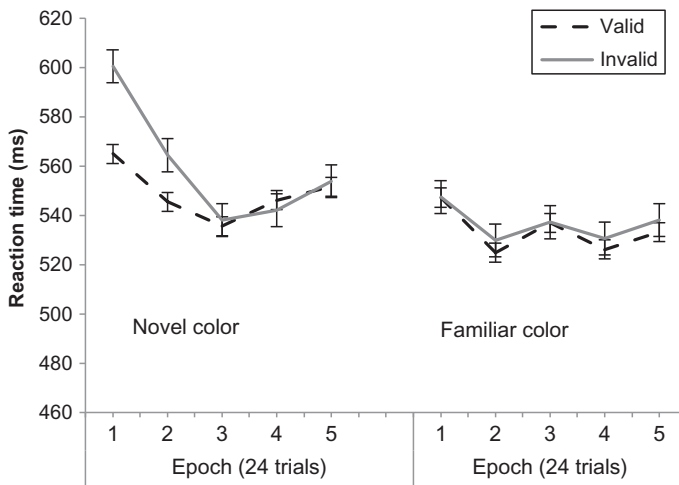 620
600
580
560
540
520
500
480
460
Reaction time (ms)
Valid
Invalid
Novel color
Familiar color
1 2 3 4 5
1 2 3 4 5
Epoch (24 trials)
Epoch (24 trials)